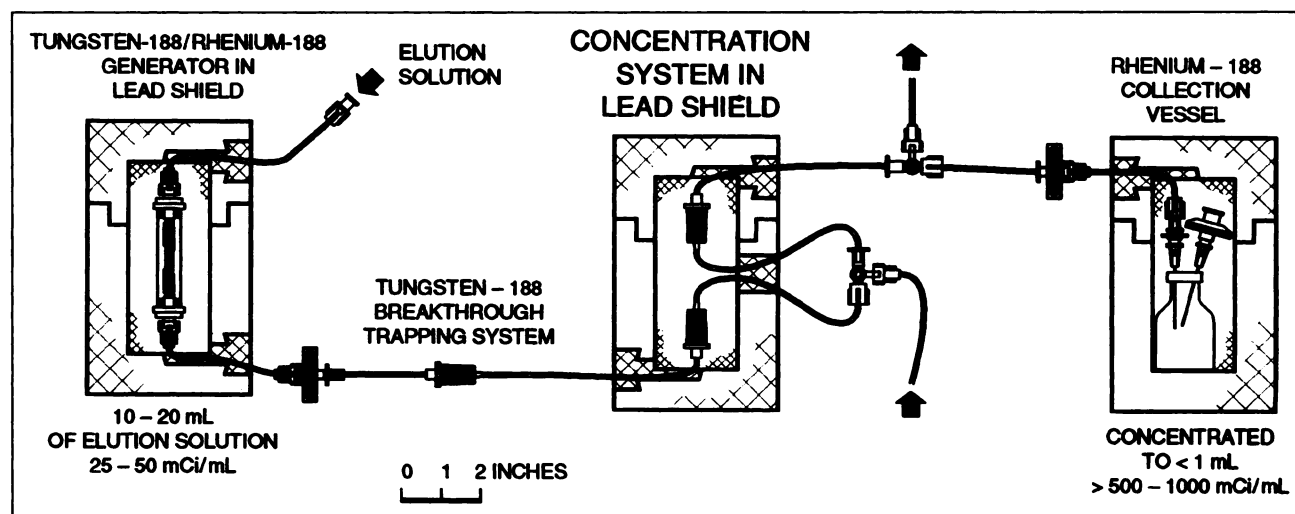 TUNGSTEN-188/RHENIUM-188
GENERATOR IN
LEAD SHIELD
ELUTION
SOLUTION
CONCENTRATION
SYSTEM IN
LEAD SHIELD
RHENIUM – 188
COLLECTION
VESSEL
TUNGSTEN – 188
BREAKTHROUGH
TRAPPING SYSTEM
10 – 20 mL
OF ELUTION SOLUTION
25 – 50 mCi/mL
0 1 2 INCHES
CONCENTRATED
TO < 1 mL
> 500 – 1000 mCi/mL